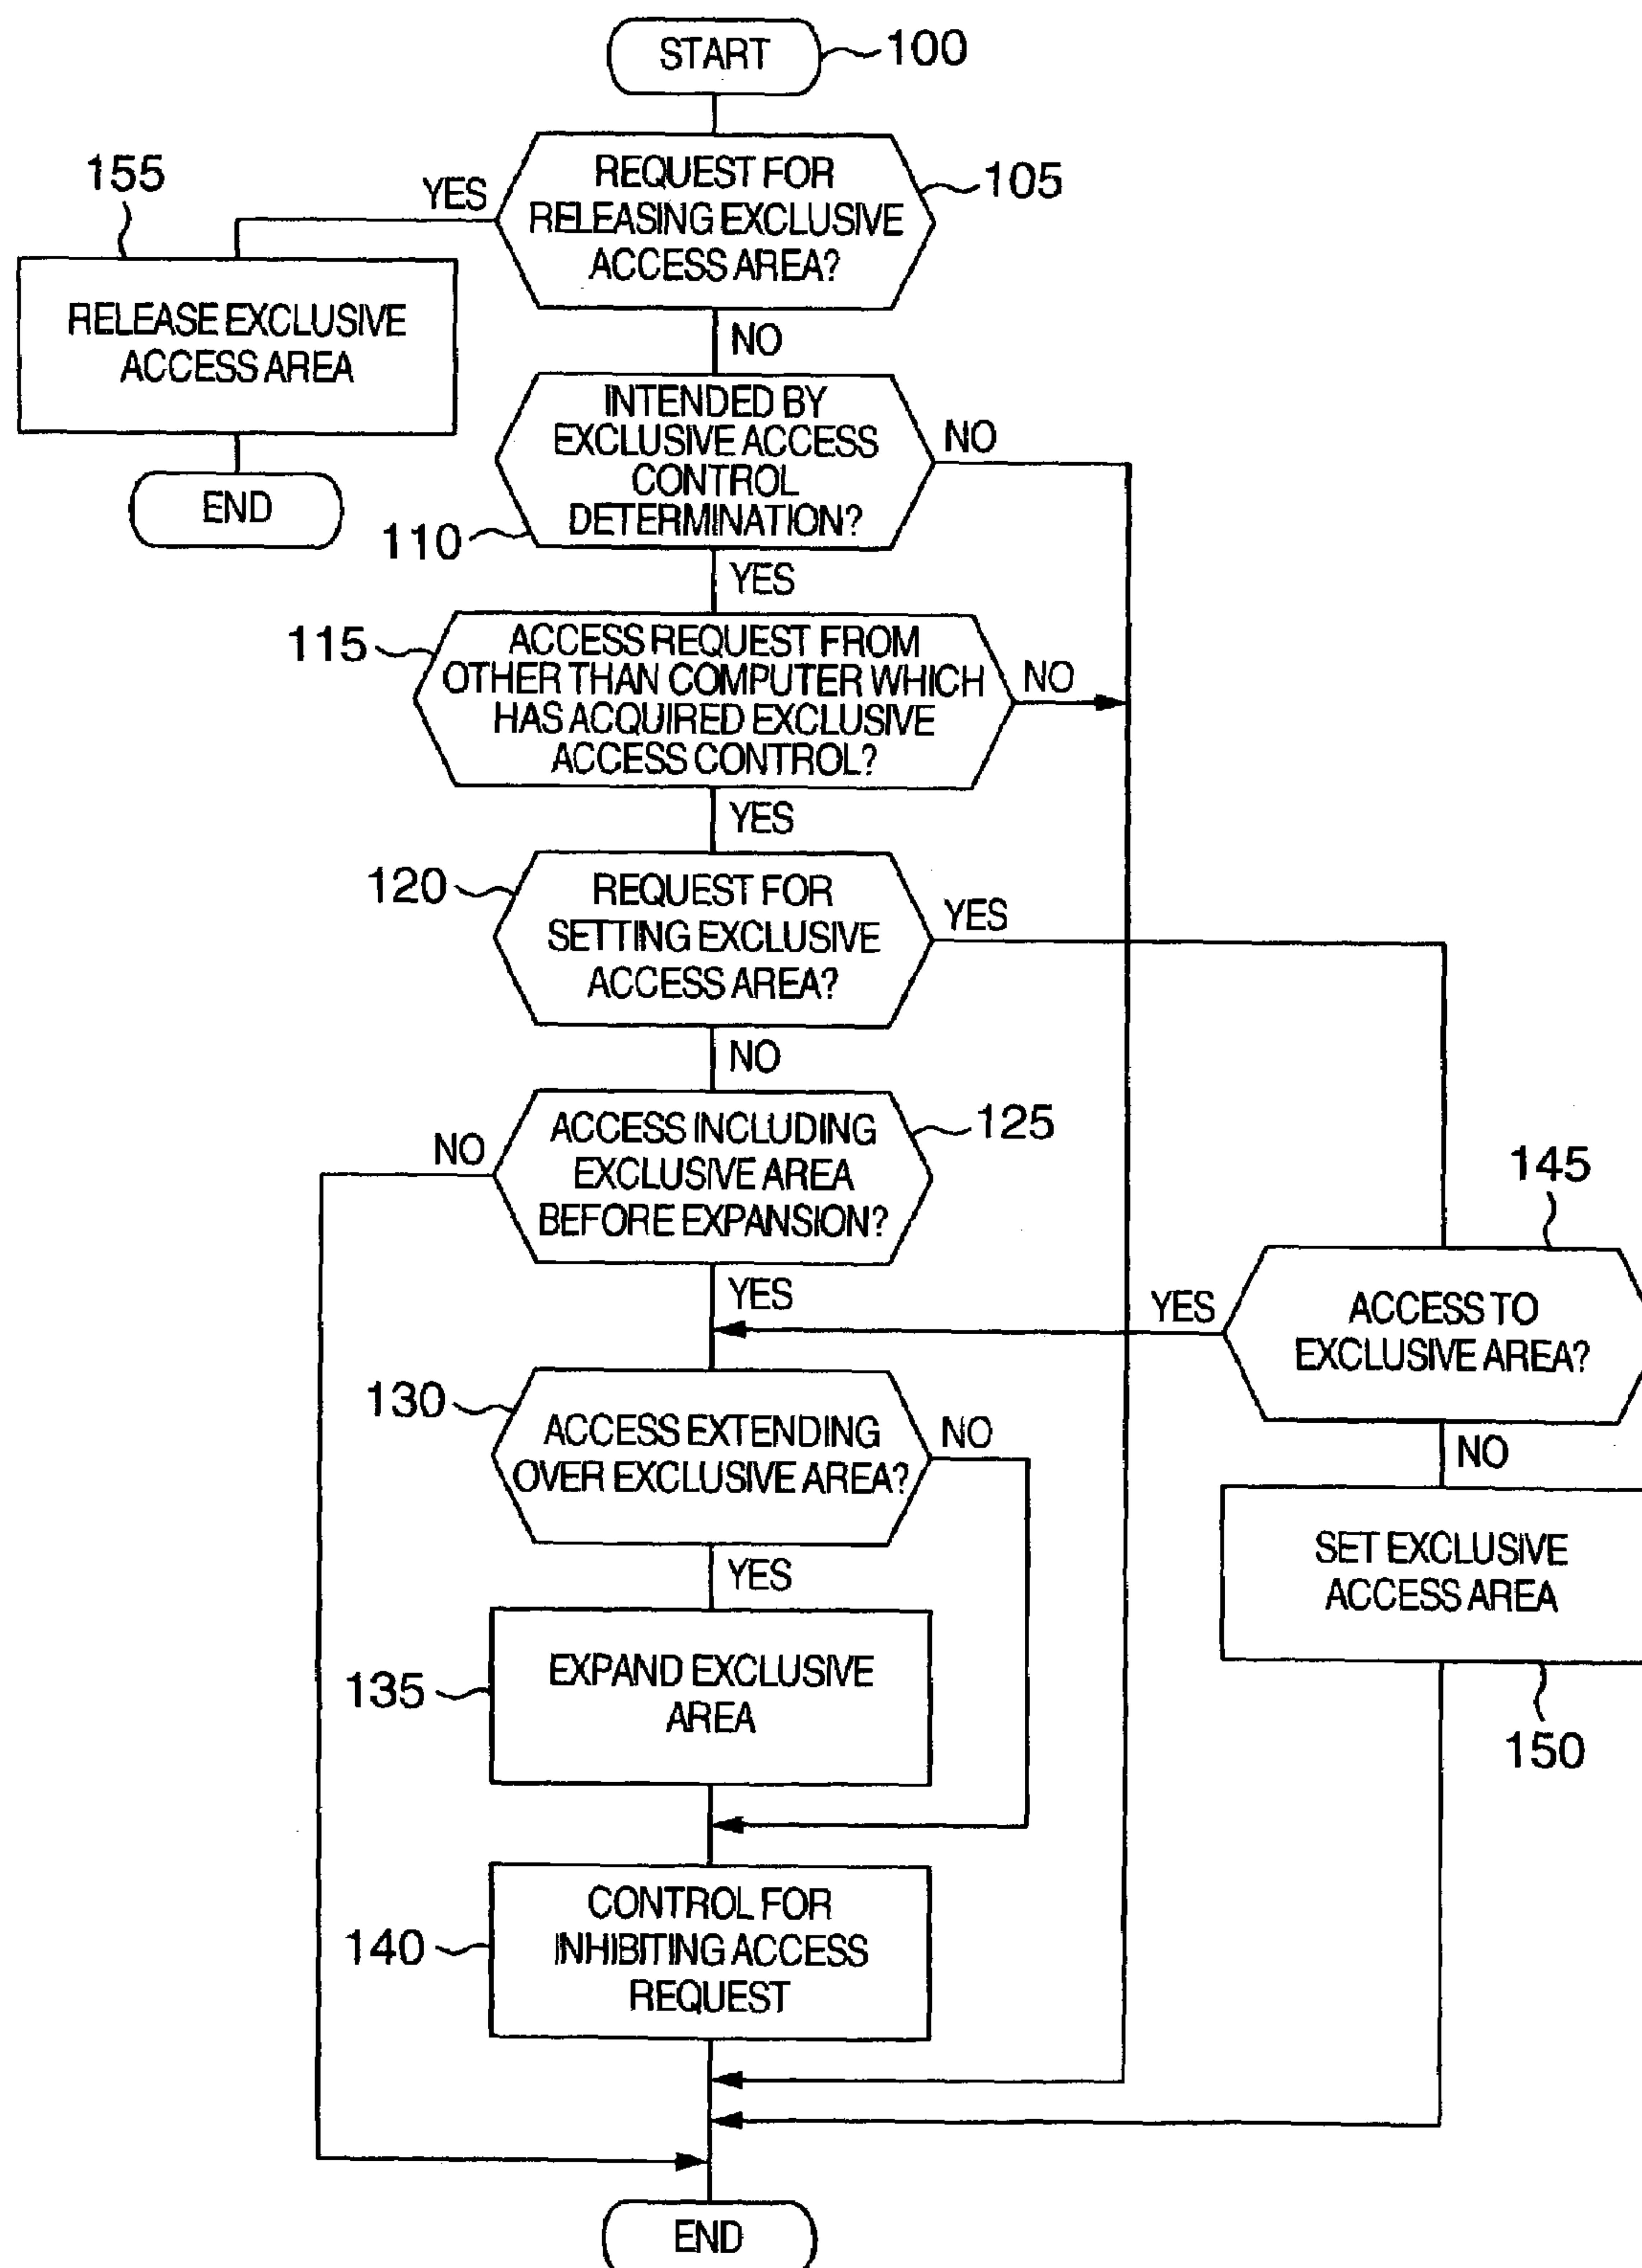 START
100
REQUEST FOR
RELEASING EXCLUSIVE
ACCESS AREA?
105
YES
155
RELEASE EXCLUSIVE
ACCESS AREA
END
NO
INTENDED BY
EXCLUSIVE ACCESS
CONTROL
DETERMINATION?
110
NO
YES
115
ACCESS REQUEST FROM
OTHER THAN COMPUTER WHICH
HAS ACQUIRED EXCLUSIVE
ACCESS CONTROL?
NO
YES
120
REQUEST FOR
SETTING EXCLUSIVE
ACCESS AREA?
YES
NO
ACCESS INCLUDING
EXCLUSIVE AREA
BEFORE EXPANSION?
125
NO
YES
145
ACCESS TO
EXCLUSIVE AREA?
YES
NO
130
ACCESS EXTENDING
OVER EXCLUSIVE AREA?
NO
YES
SET EXCLUSIVE
ACCESS AREA
150
135
EXPAND EXCLUSIVE
AREA
140
CONTROL FOR
INHIBITING ACCESS
REQUEST
END